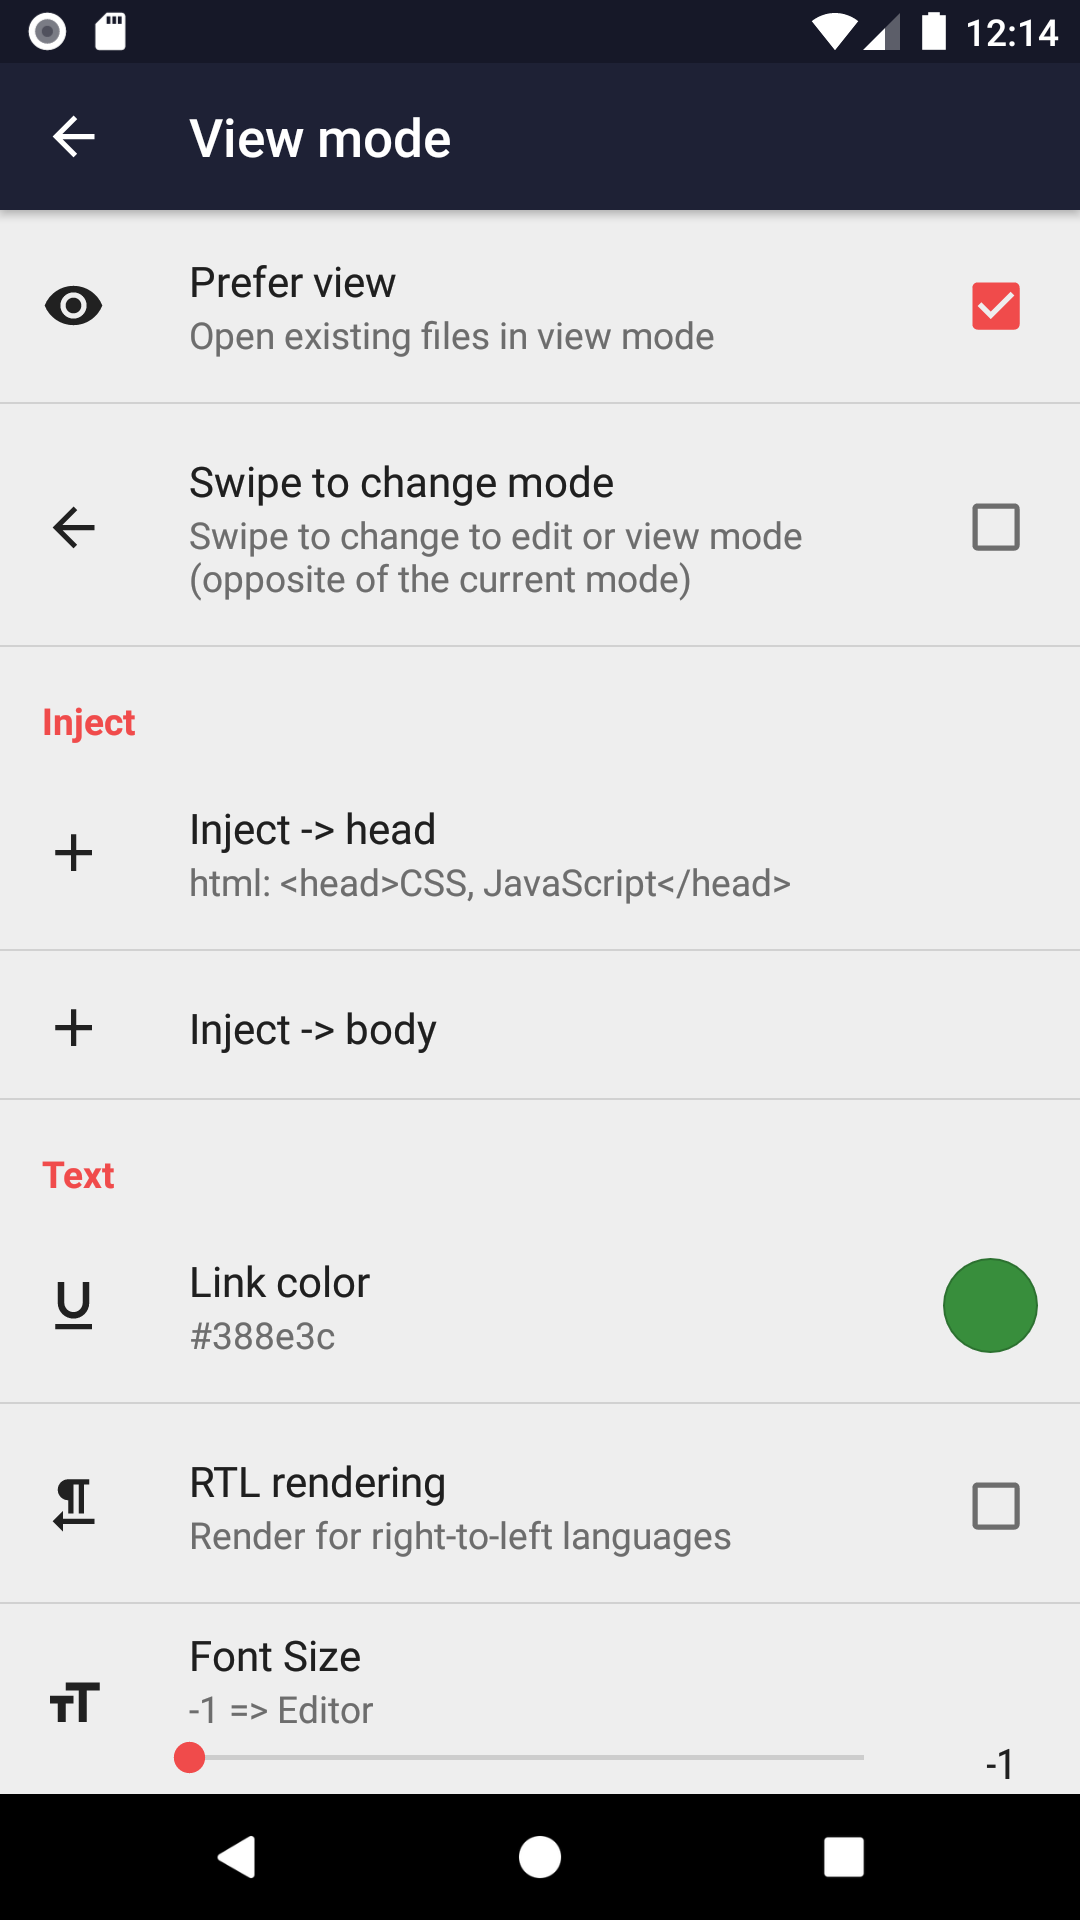 12:14
View mode
Prefer view
Open existing files in view mode
Swipe to change mode
Swipe to change to edit or view mode
(opposite of the current mode)
Inject
Inject -> head
html: <head>CSS, JavaScript</head>
Inject -> body
Text
Link color
#388e3c
RTL rendering
Render for right-to-left languages
Font Size
-1 => Editor
-1